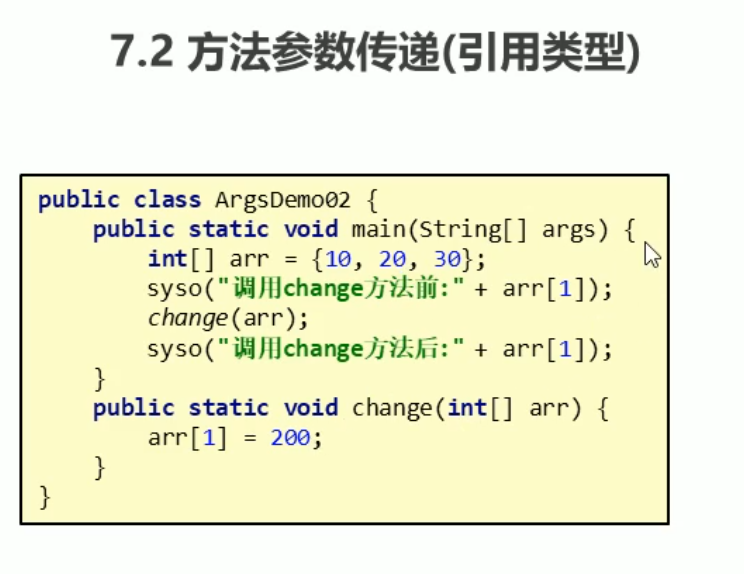 7.2 方法参数传递(引用类型)
public class ArgsDemo02 {
    public static void main(String[] args) {
        int[] arr = {10, 20, 30};
        syso("调用change方法前:" + arr[1]);
        change(arr);
        syso("调用change方法后:" + arr[1]);
    }
    public static void change(int[] arr) {
        arr[1] = 200;
    }
}